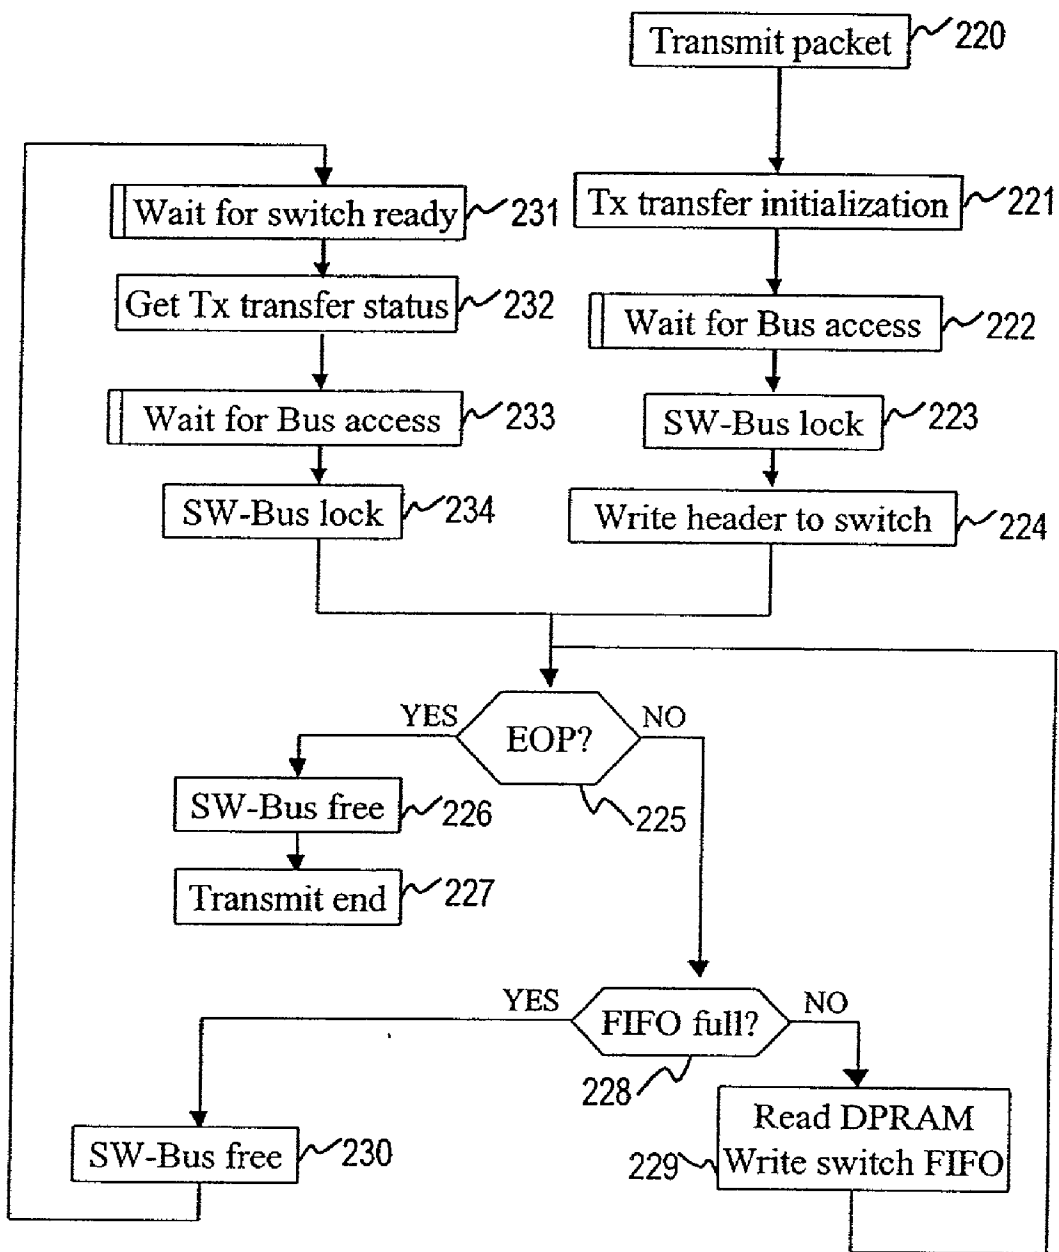 Transmit packet 220
Tx transfer initialization 221
Wait for Bus access 222
SW-Bus lock 223
Write header to switch 224
Wait for switch ready 231
Get Tx transfer status 232
Wait for Bus access 233
SW-Bus lock 234
YES EOP? NO
225
SW-Bus free 226
Transmit end 227
YES FIFO full? NO
228
Read DPRAM
229 Write switch FIFO
SW-Bus free 230